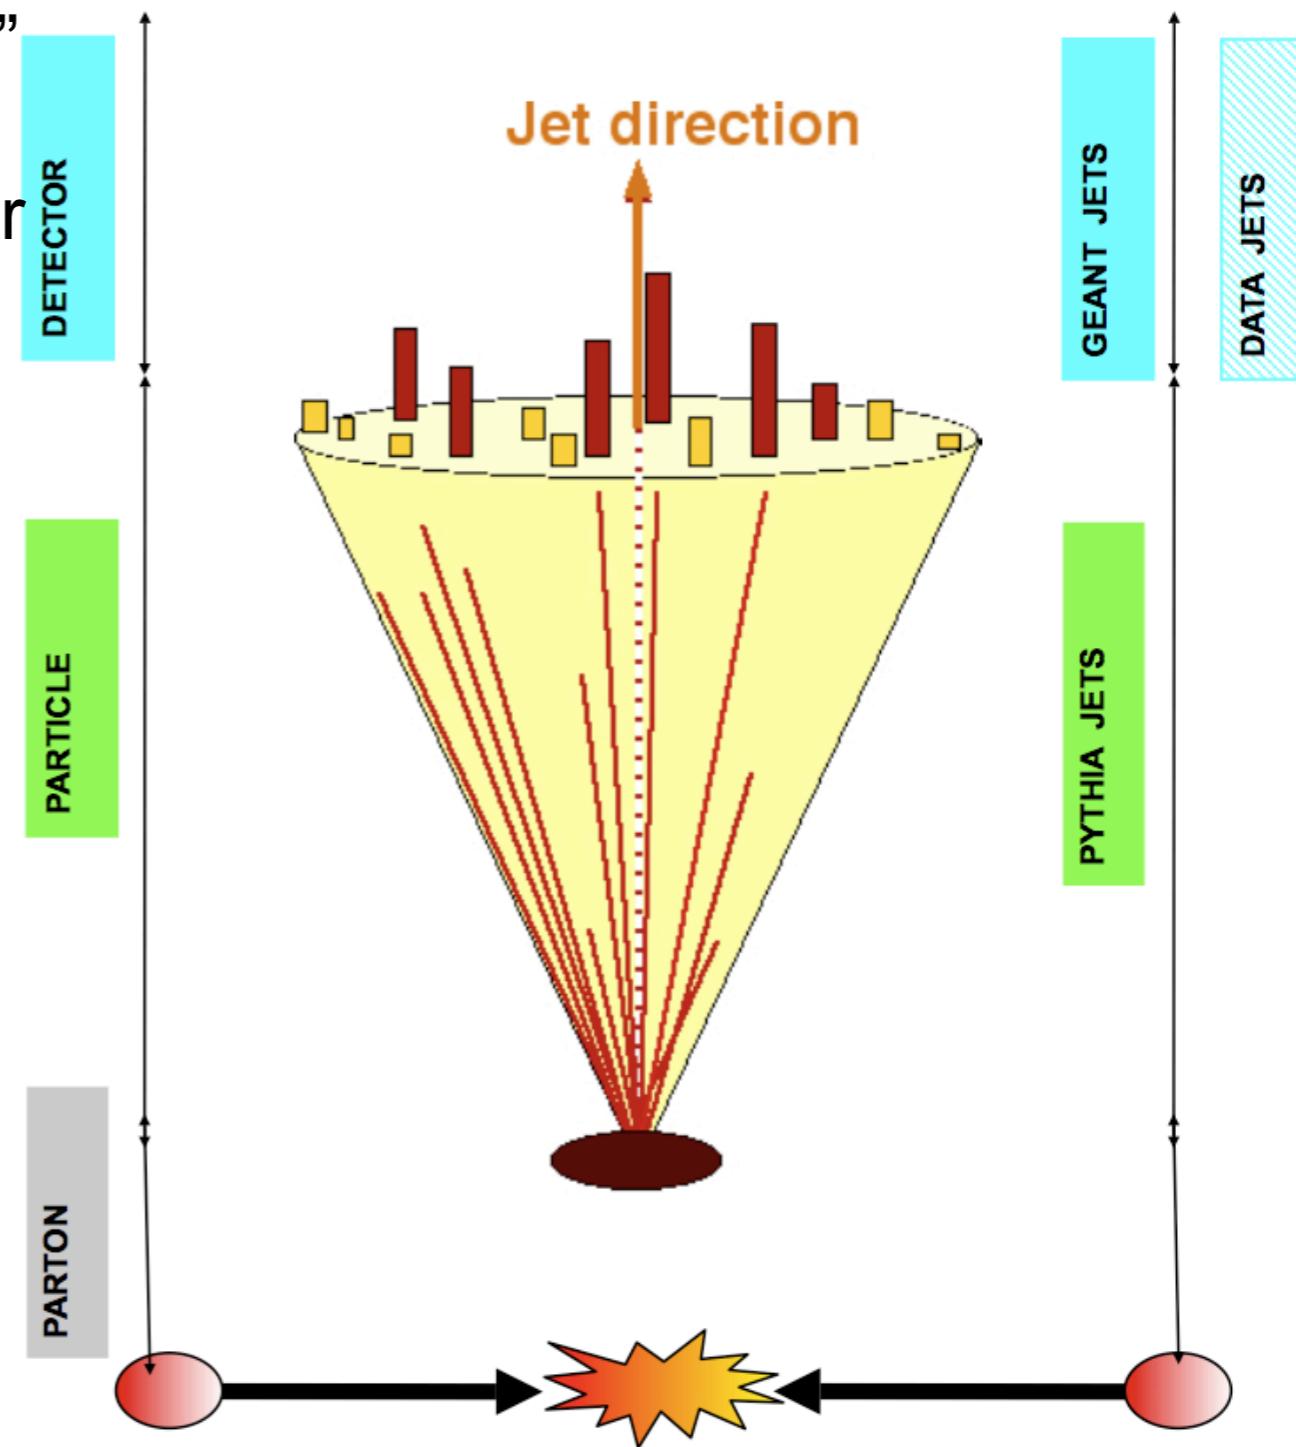 ”
r
Jet direction
DETECTOR
GEANT JETS
DATA JETS
PARTICLE
PYTHIA JETS
PARTON